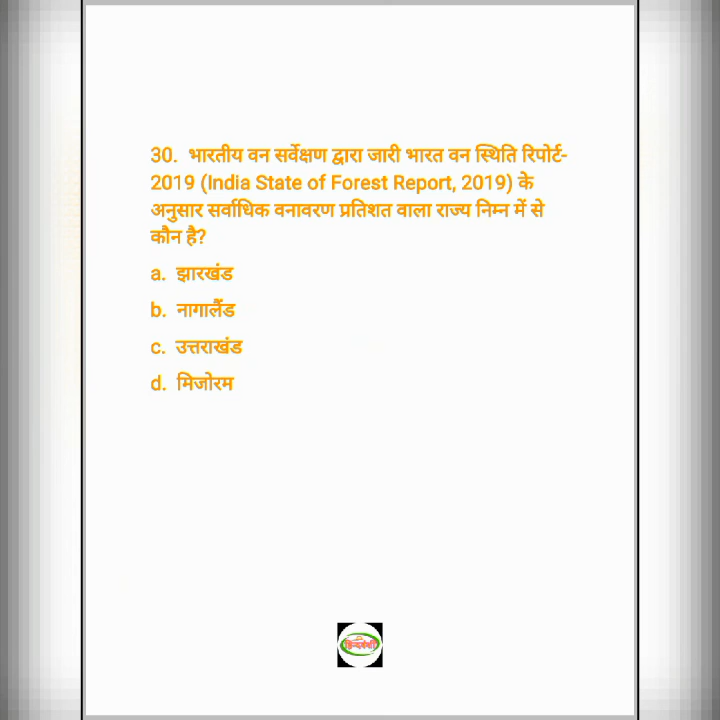 30. भारतीय वन सर्वेक्षण द्वारा जारी भारत वन स्थिति रिपोर्ट-
2019 (India State of Forest Report, 2019) के
अनुसार सर्वाधिक वनावरण प्रतिशत वाला राज्य निम्न में से
कौन है?
a. झारखंड
b. नागालैंड
c. उत्तराखंड
d. मिजोरम